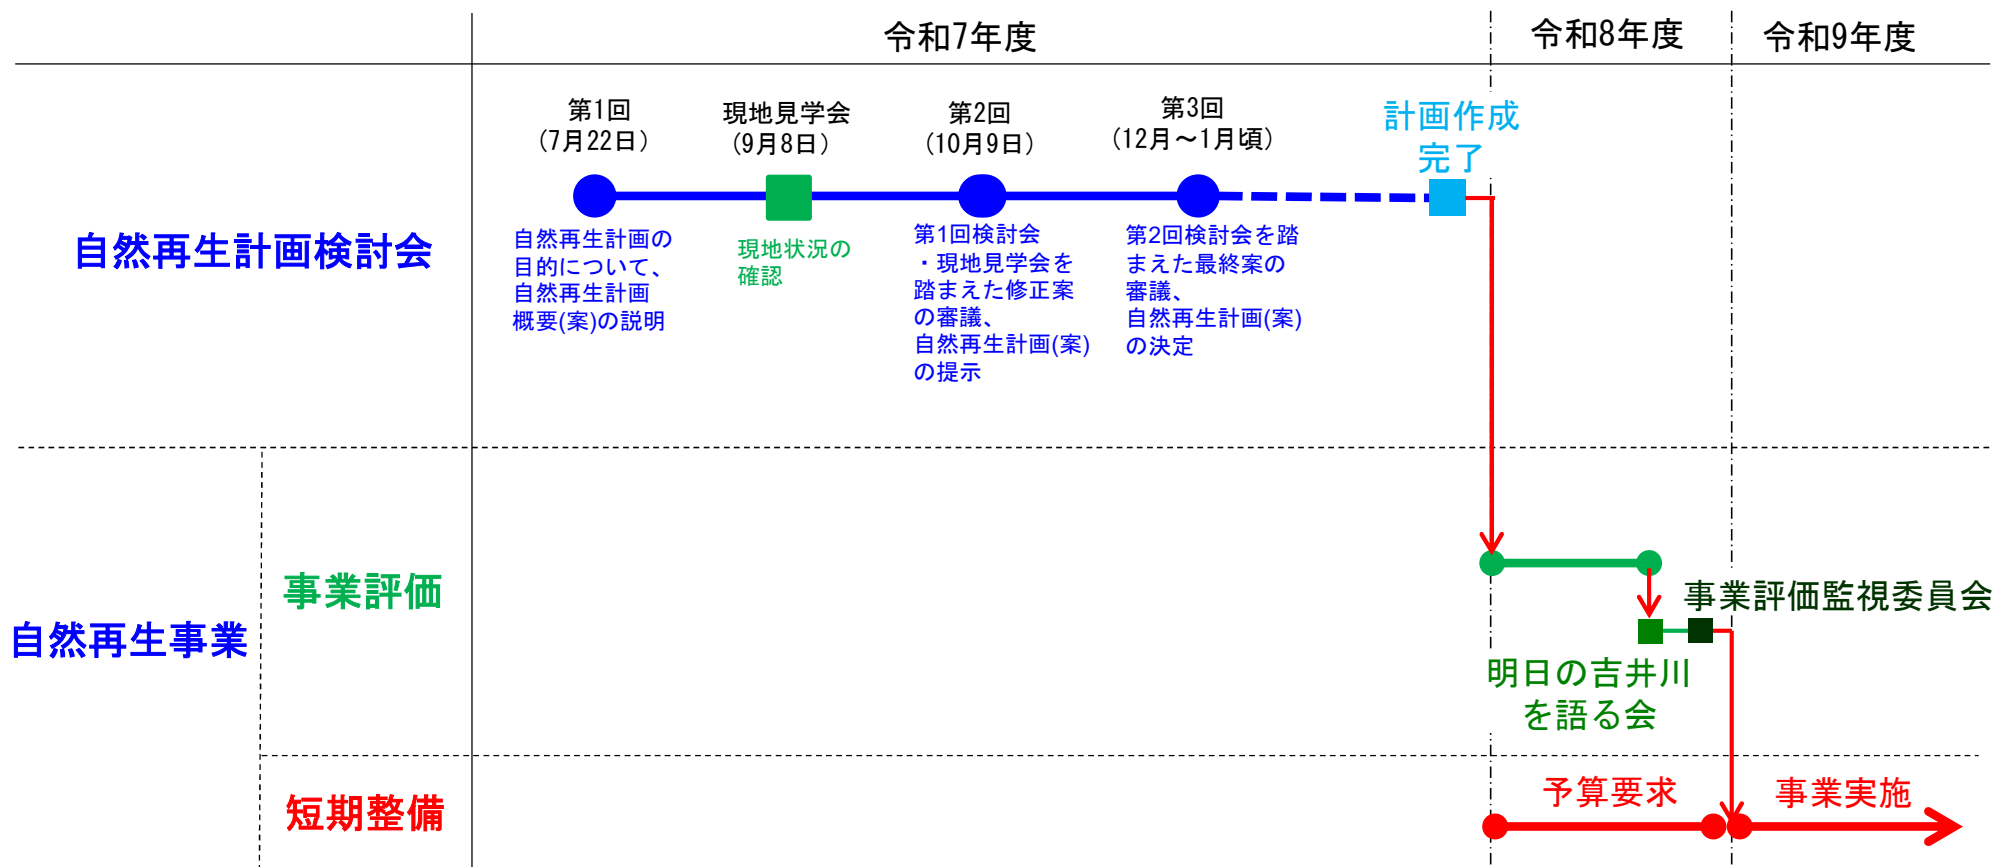 令和7年度
令和8年度
令和9年度
第1回
(7月22日)
現地見学会
(9月8日)
第2回
(10月9日)
第3回
(12月～1月頃)
計画作成
完了
自然再生計画検討会
自然再生計画の
目的について、
自然再生計画
概要(案)の説明
現地状況の
確認
第1回検討会
・現地見学会を
踏まえた修正案
の審議、
自然再生計画(案)
の提示
第2回検討会を踏
まえた最終案の
審議、
自然再生計画(案)
の決定
自然再生事業
事業評価
事業評価監視委員会
明日の吉井川
を語る会
短期整備
予算要求
事業実施